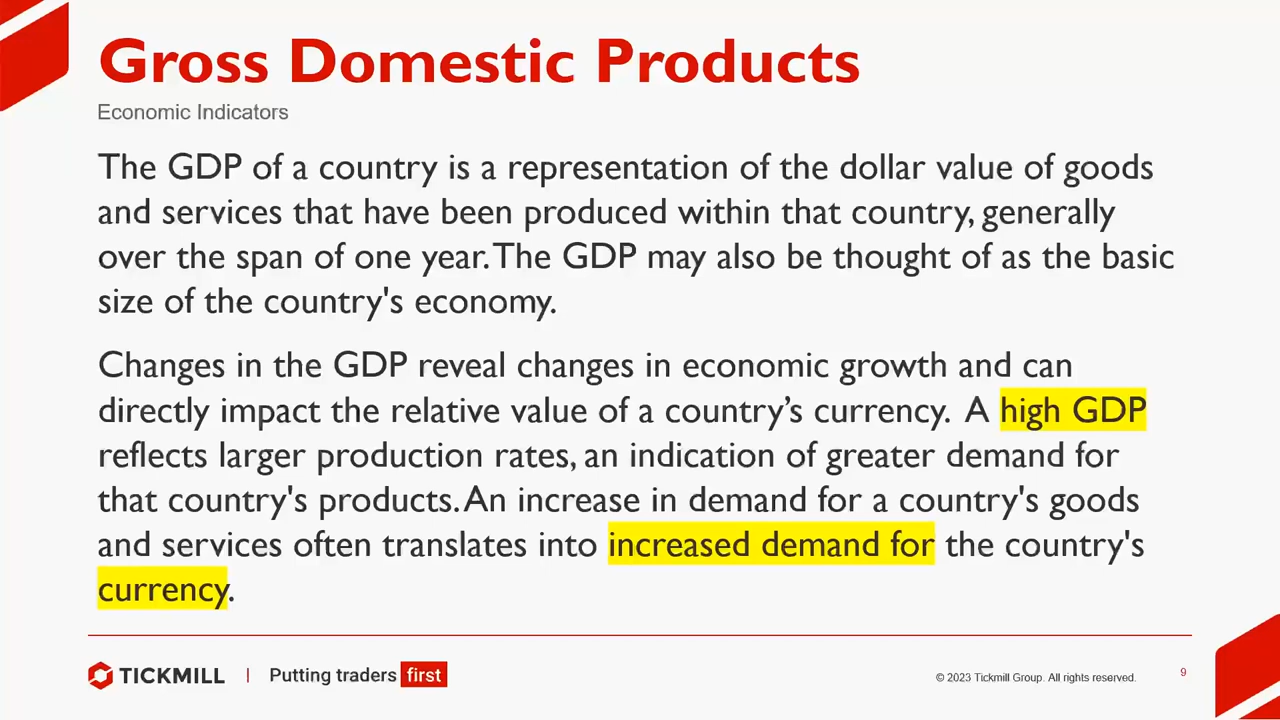 Gross Domestic Products
Economic Indicators
The GDP of a country is a representation of the dollar value of goods
and services that have been produced within that country, generally
over the span of one year. The GDP may also be thought of as the basic
size of the country's economy.
Changes in the GDP reveal changes in economic growth and can
directly impact the relative value of a country’s currency. A high GDP
reflects larger production rates, an indication of greater demand for
that country's products. An increase in demand for a country's goods
and services often translates into increased demand for the country's
currency.
TICKMILL | Putting traders first
© 2023 Tickmill Group. All rights reserved.
9